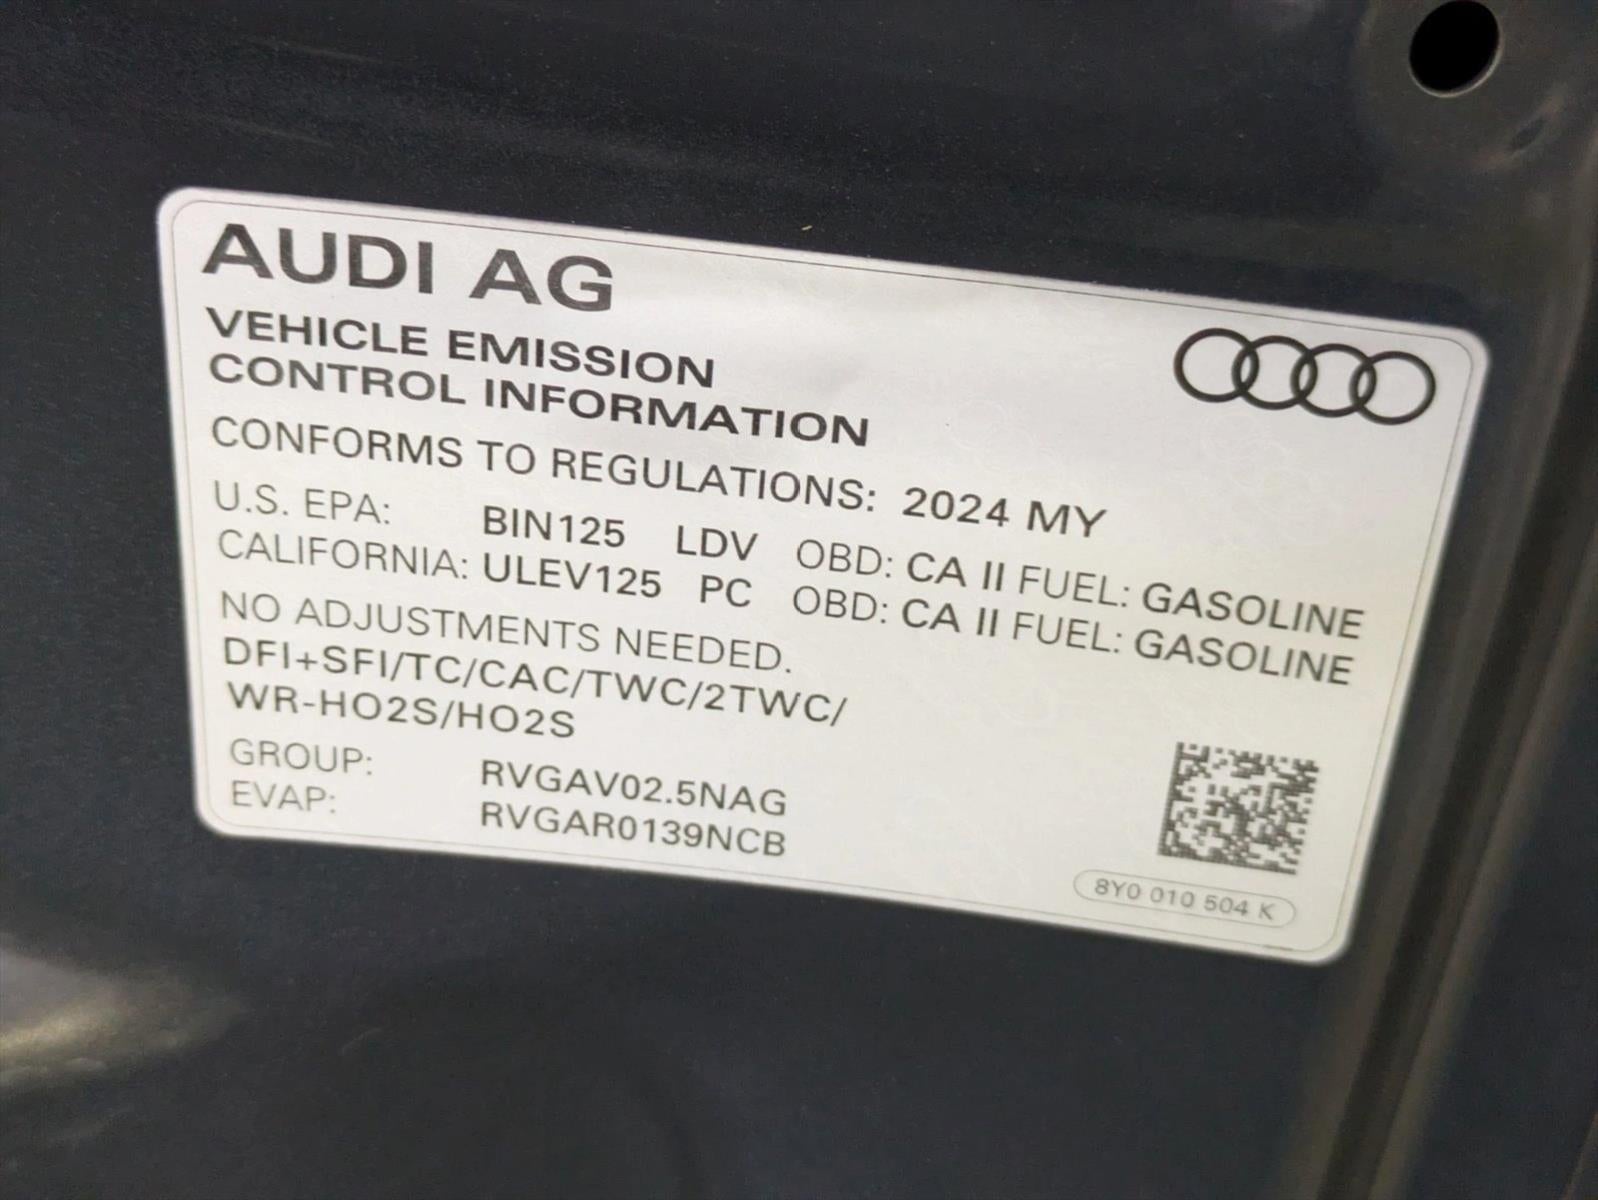 AUDI AG
VEHICLE EMISSION
CONTROL INFORMATION
CONFORMS TO REGULATIONS: 2024 MY
U.S. EPA: BIN125 LDV OBD: CA II FUEL: GASOLINE
CALIFORNIA: ULEV125 PC OBD: CA II FUEL: GASOLINE
NO ADJUSTMENTS NEEDED.
DFI+SFI/TC/CAC/TWC/2TWC/
WR-HO2S/HO2S
GROUP: RVGAV02.5NAG
EVAP: RVGAR0139NCB
8Y0 010 504 K